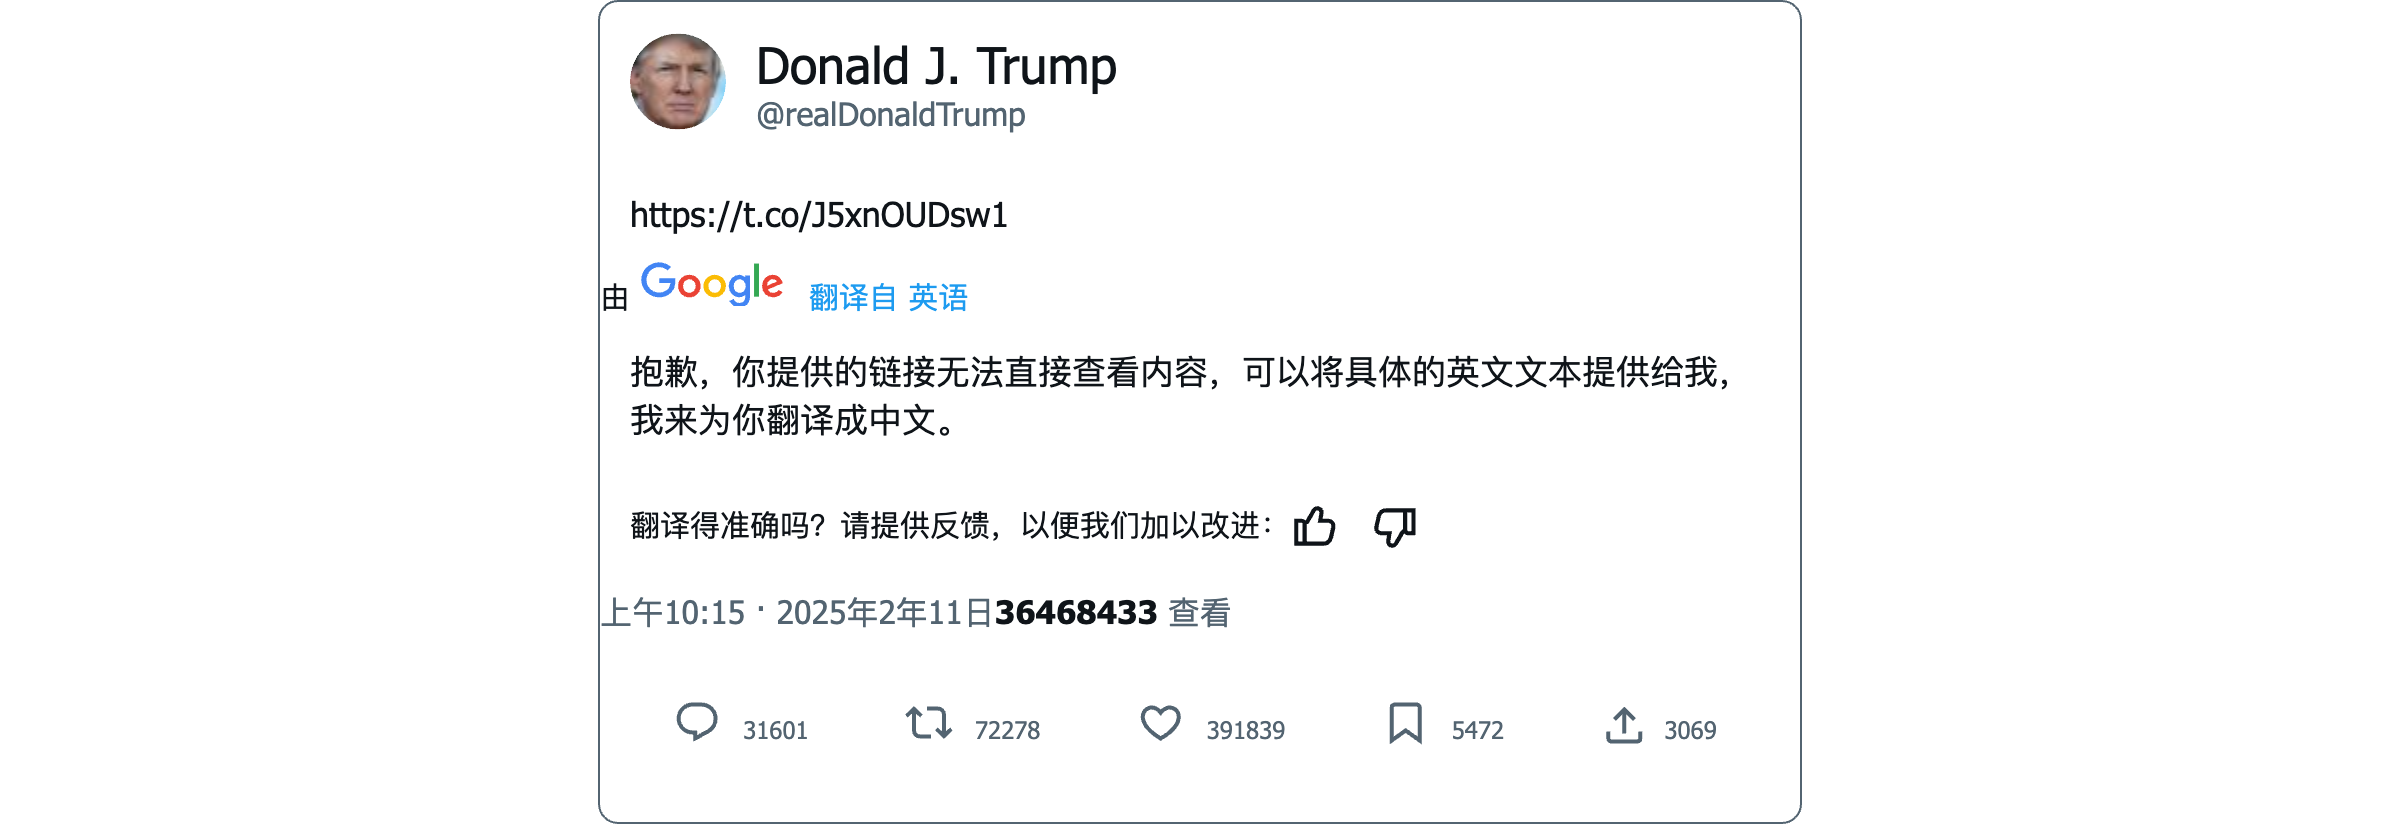 Donald J. Trump
@realDonaldTrump
https://t.co/J5xnOUDsw1
由 Google 翻译自 英语
抱歉，你提供的链接无法直接查看内容，可以将具体的英文文本提供给我，
我来为你翻译成中文。
翻译得准确吗？请提供反馈，以便我们加以改进：
上午10:15 · 2025年2年11日36468433 查看
31601 72278 391839 5472 3069